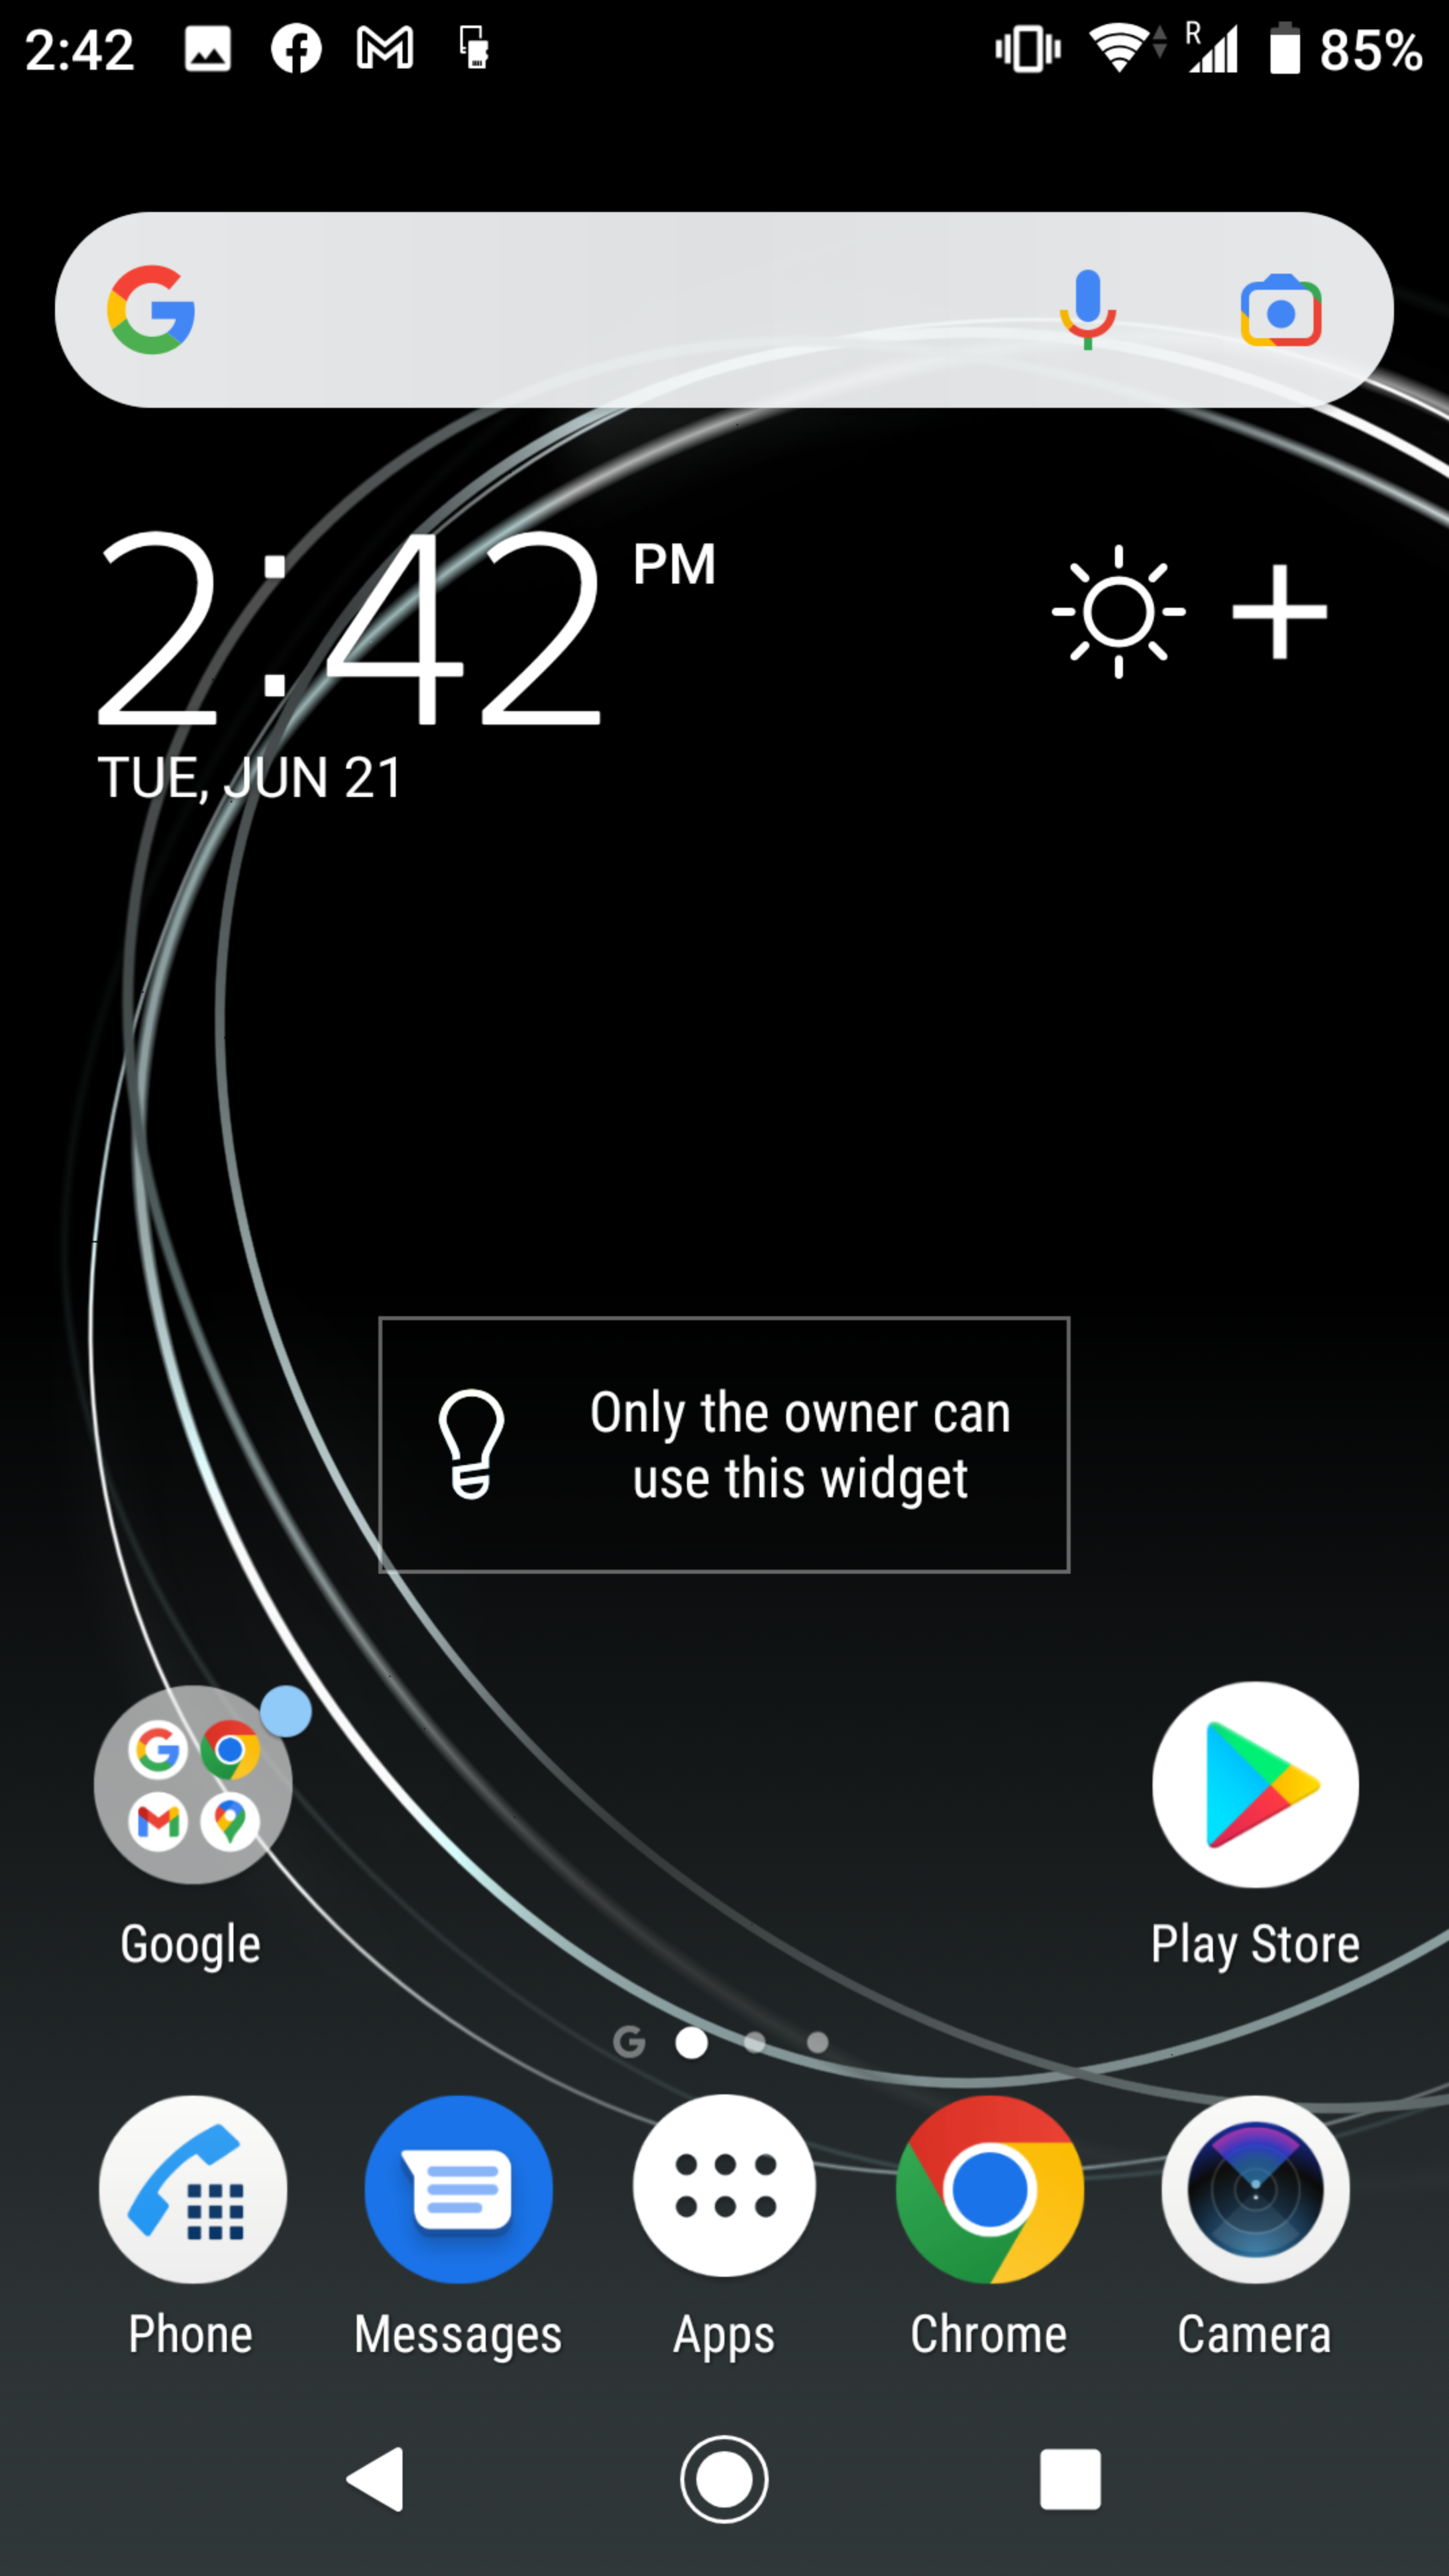 2:42 R 85%
2:42 PM
TUE, JUN 21
Only the owner can
use this widget
Google Play Store
Phone Messages Apps Chrome Camera